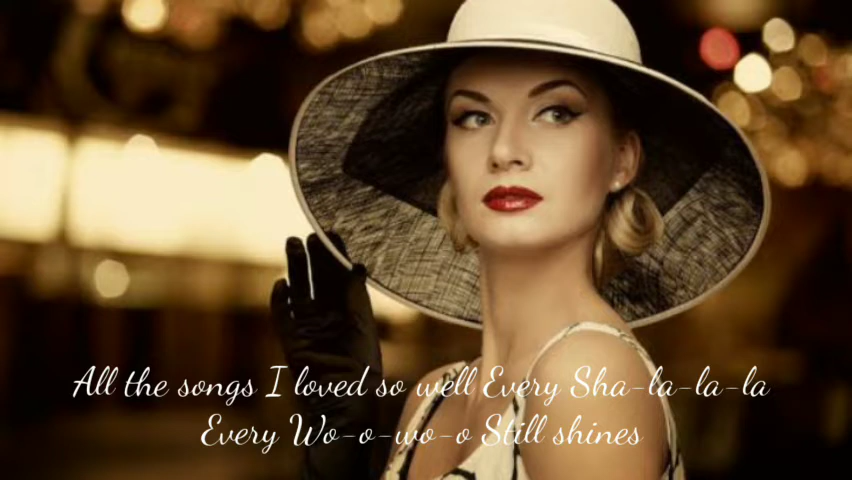 All the songs I loved so well Every Sha-la-la-la
Every Wo-o-wo-o Still shines